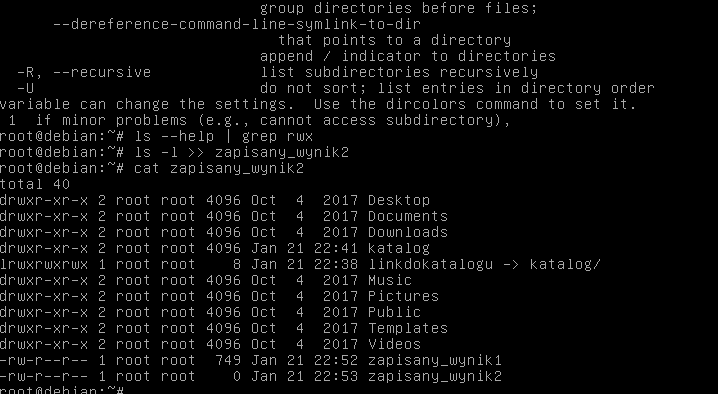 group directories before files;
--dereference-command-line-symlink-to-dir
that points to a directory
append / indicator to directories
-R, --recursive list subdirectories recursively
-U do not sort; list entries in directory order
variable can change the settings. Use the dircolors command to set it.
1 if minor problems (e.g., cannot access subdirectory),
root@debian:~# ls --help | grep rwx
root@debian:~# ls -l >> zapisany_wynik2
root@debian:~# cat zapisany_wynik2
total 40
drwxr-xr-x 2 root root 4096 Oct  4  2017 Desktop
drwxr-xr-x 2 root root 4096 Oct  4  2017 Documents
drwxr-xr-x 2 root root 4096 Oct  4  2017 Downloads
drwxr-xr-x 2 root root 4096 Jan 21 22:41 katalog
lrwxrwxrwx 1 root root    8 Jan 21 22:38 linkdokatalogu -> katalog/
drwxr-xr-x 2 root root 4096 Oct  4  2017 Music
drwxr-xr-x 2 root root 4096 Oct  4  2017 Pictures
drwxr-xr-x 2 root root 4096 Oct  4  2017 Public
drwxr-xr-x 2 root root 4096 Oct  4  2017 Templates
drwxr-xr-x 2 root root 4096 Oct  4  2017 Videos
-rw-r--r-- 1 root root  749 Jan 21 22:52 zapisany_wynik1
-rw-r--r-- 1 root root    0 Jan 21 22:53 zapisany_wynik2
root@debian:~#